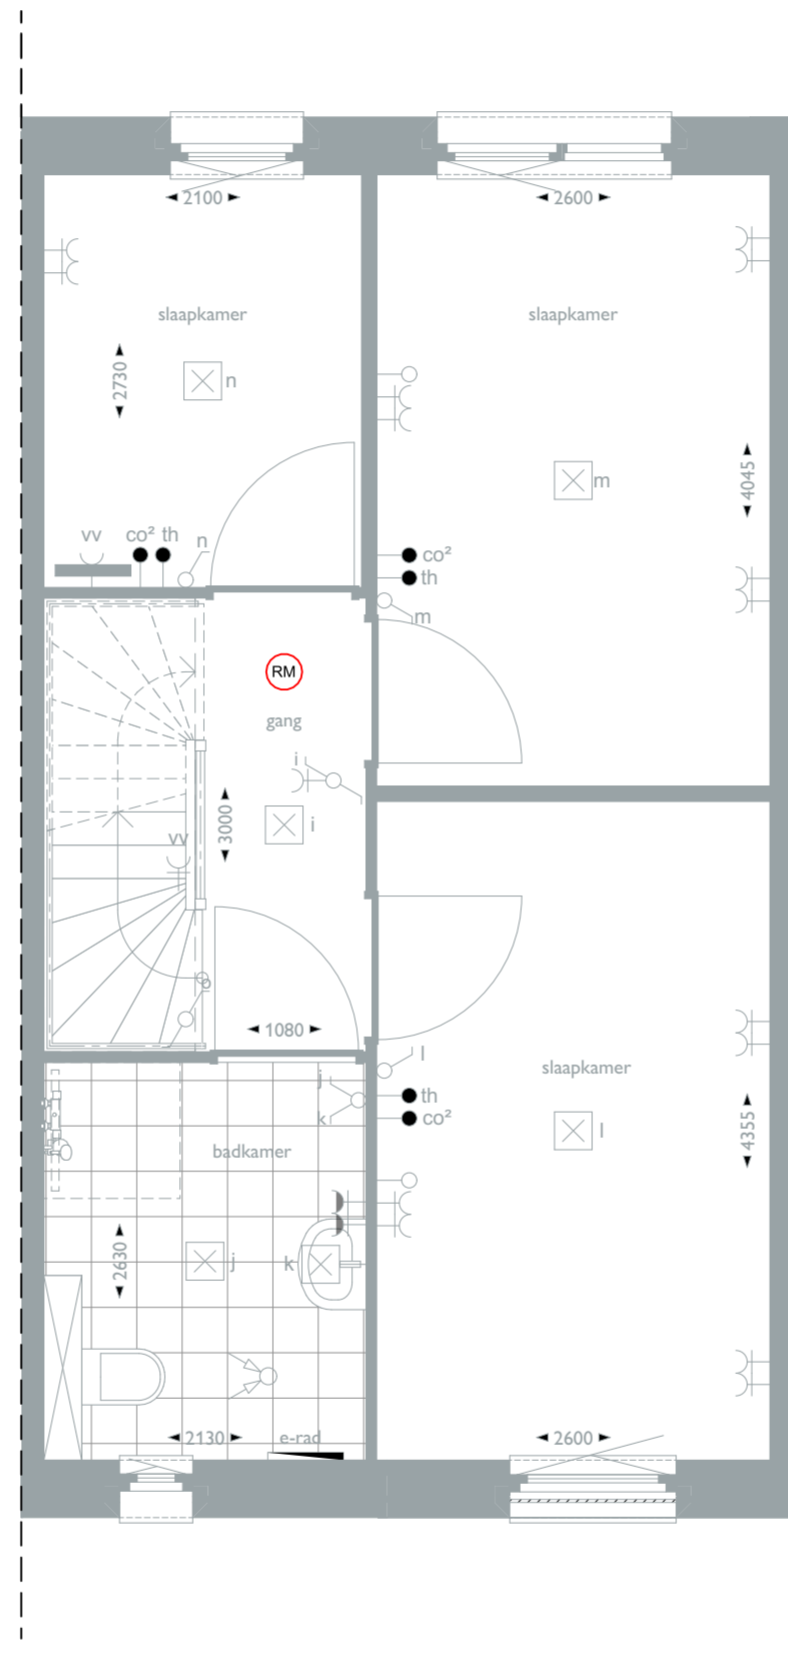 2100
2600
slaapkamer
slaapkamer
2730
n
4045
m
vv
co²
th
n
co²
th
m
RM
gang
i
3000
i
vv
o
1080
l
slaapkamer
j
k
th
co²
4355
l
badkamer
2630
j
k
2130
e-rad
2600